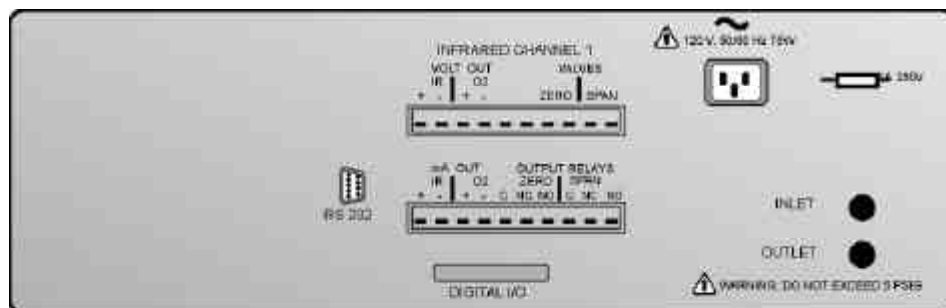 INFRARED CHANNEL 1
VOLT OUT VALVES
IR O2
+ - + - ZERO SPAN
120 V, 50/60 Hz 75W
250V
mA OUT OUTPUT RELAYS
IR O2 ZERO SPAN
+ - + - C NC NO C NC NO
RS 232
INLET
OUTLET
DIGITAL I/O
WARNING: DO NOT EXCEED 5 PSIG